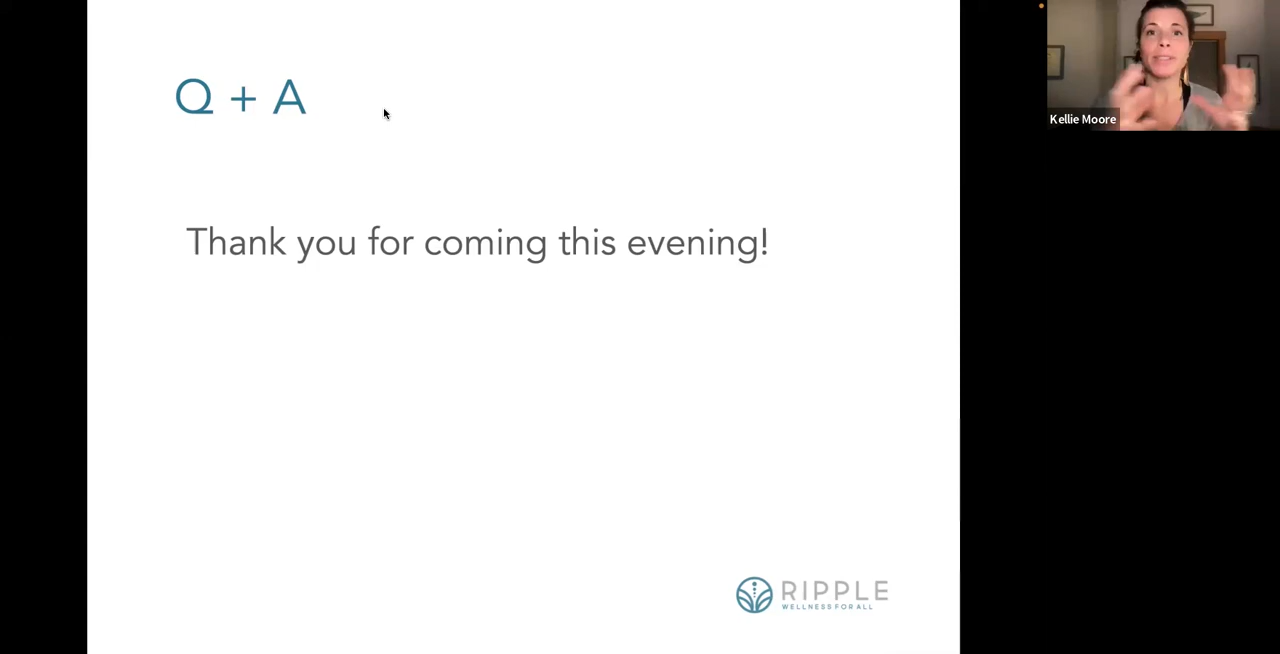 Q + A
Thank you for coming this evening!
Kellie Moore
RIPPLE
WELLNESS FOR ALL